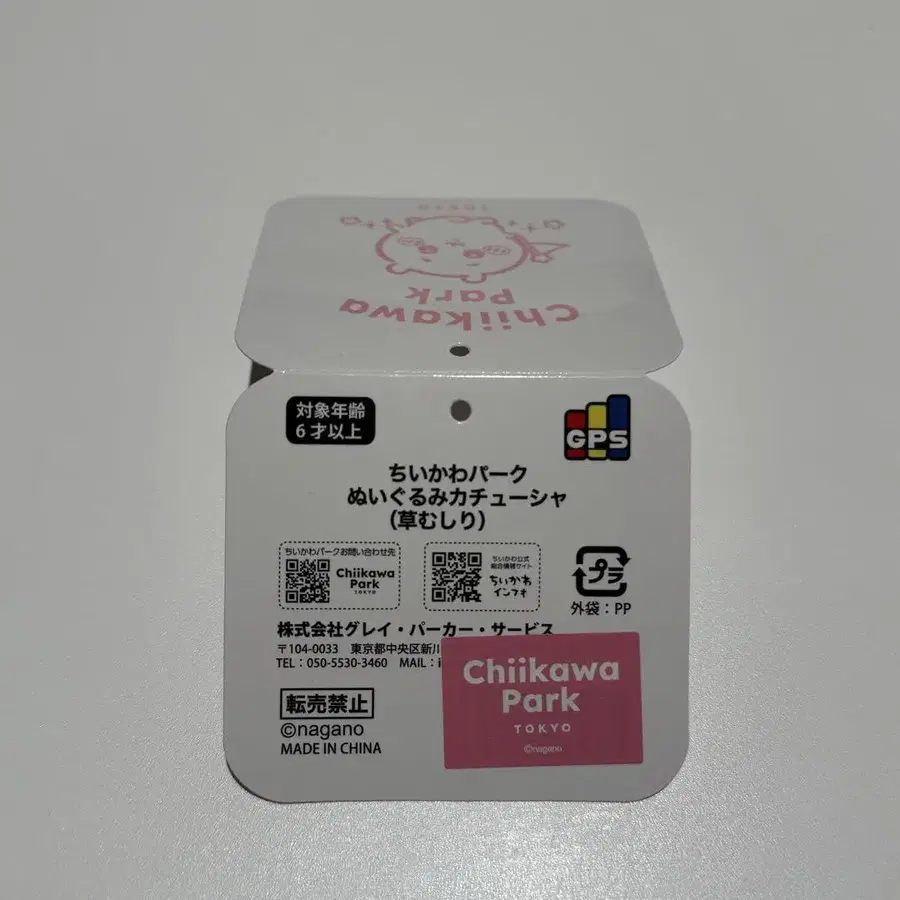 TOKYO
Chiikawa
Park
対象年齢
6才以上
GPS
ちいかわパーク
ぬいぐるみカチューシャ
(草むしり)
ちいかわパークお問い合わせ先
Chiikawa
Park
TOKYO
ちいかわ公式
総合情報サイト
ちいかわ
インフォ
プラ
外袋:PP
株式会社グレイ・パーカー・サービス
〒104-0033 東京都中央区新川
TEL:050-5530-3460 MAIL:i
転売禁止
©nagano
MADE IN CHINA
Chiikawa
Park
TOKYO
©nagano